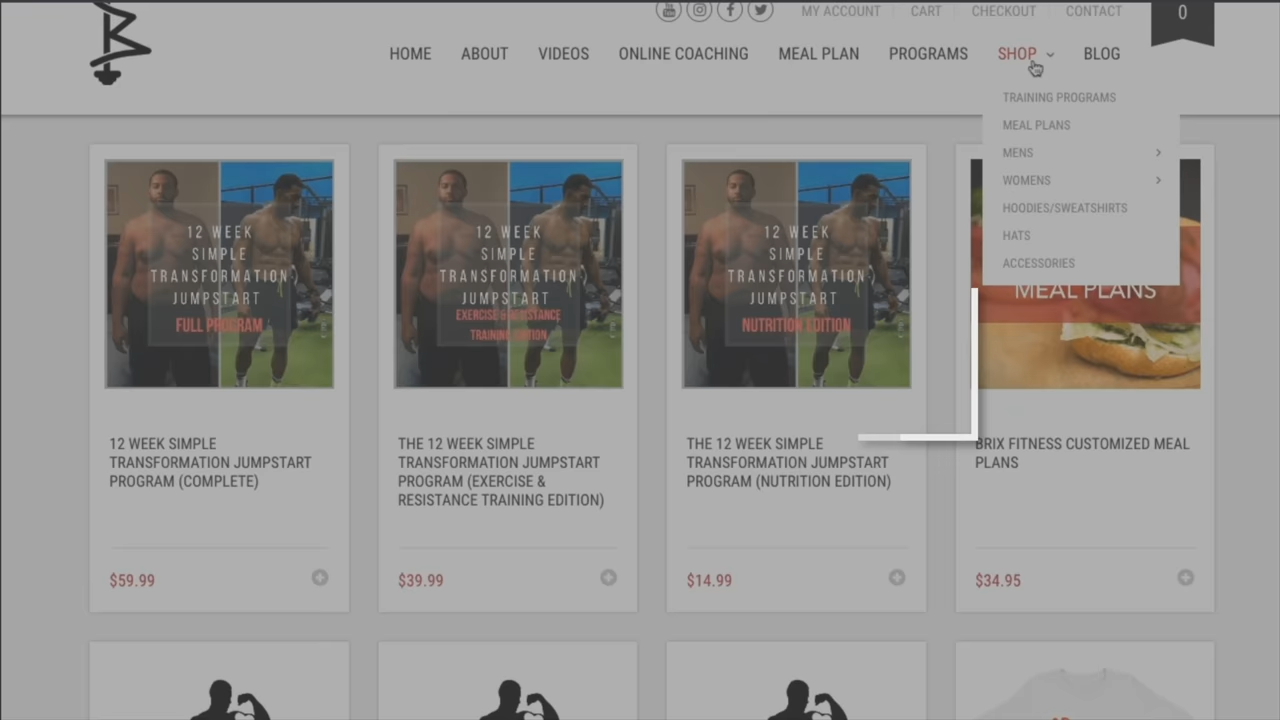 MY ACCOUNT
CART
CHECKOUT
CONTACT
0
HOME
ABOUT
VIDEOS
ONLINE COACHING
MEAL PLAN
PROGRAMS
SHOP
BLOG
TRAINING PROGRAMS
MEAL PLANS
MENS
WOMENS
HOODIES/SWEATSHIRTS
HATS
ACCESSORIES
12 WEEK
SIMPLE
TRANSFORMATION
JUMPSTART
FULL PROGRAM
12 WEEK
SIMPLE
TRANSFORMATION
JUMPSTART
EXERCISE & RESISTANCE
TRAINING EDITION
12 WEEK
SIMPLE
TRANSFORMATION
JUMPSTART
NUTRITION EDITION
MEAL PLANS
12 WEEK SIMPLE
TRANSFORMATION JUMPSTART
PROGRAM (COMPLETE)
$59.99
THE 12 WEEK SIMPLE
TRANSFORMATION JUMPSTART
PROGRAM (EXERCISE &
RESISTANCE TRAINING EDITION)
$39.99
THE 12 WEEK SIMPLE
TRANSFORMATION JUMPSTART
PROGRAM (NUTRITION EDITION)
$14.99
BRIX FITNESS CUSTOMIZED MEAL
PLANS
$34.95